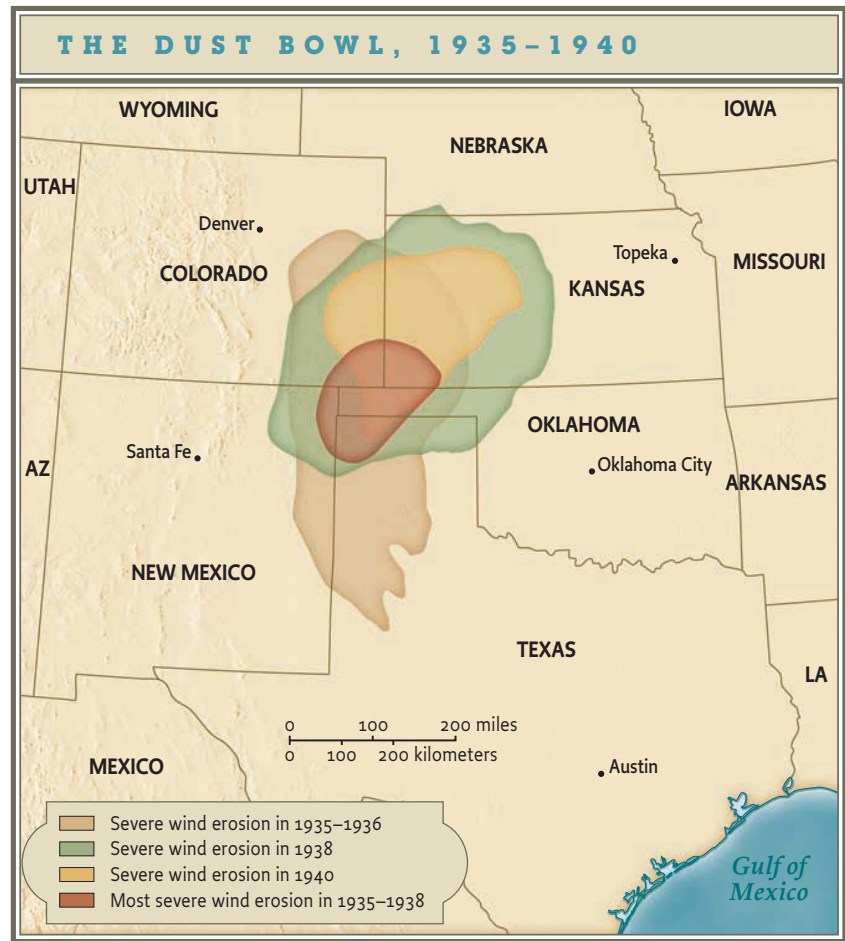 THE DUST BOWL, 1935–1940
WYOMING
IOWA
NEBRASKA
UTAH
Denver
Topeka
MISSOURI
COLORADO
KANSAS
OKLAHOMA
Santa Fe
Oklahoma City
AZ
ARKANSAS
NEW MEXICO
TEXAS
LA
0 100 200 miles
0 100 200 kilometers
MEXICO
Austin
Severe wind erosion in 1935–1936
Severe wind erosion in 1938
Severe wind erosion in 1940
Most severe wind erosion in 1935–1938
Gulf of
Mexico